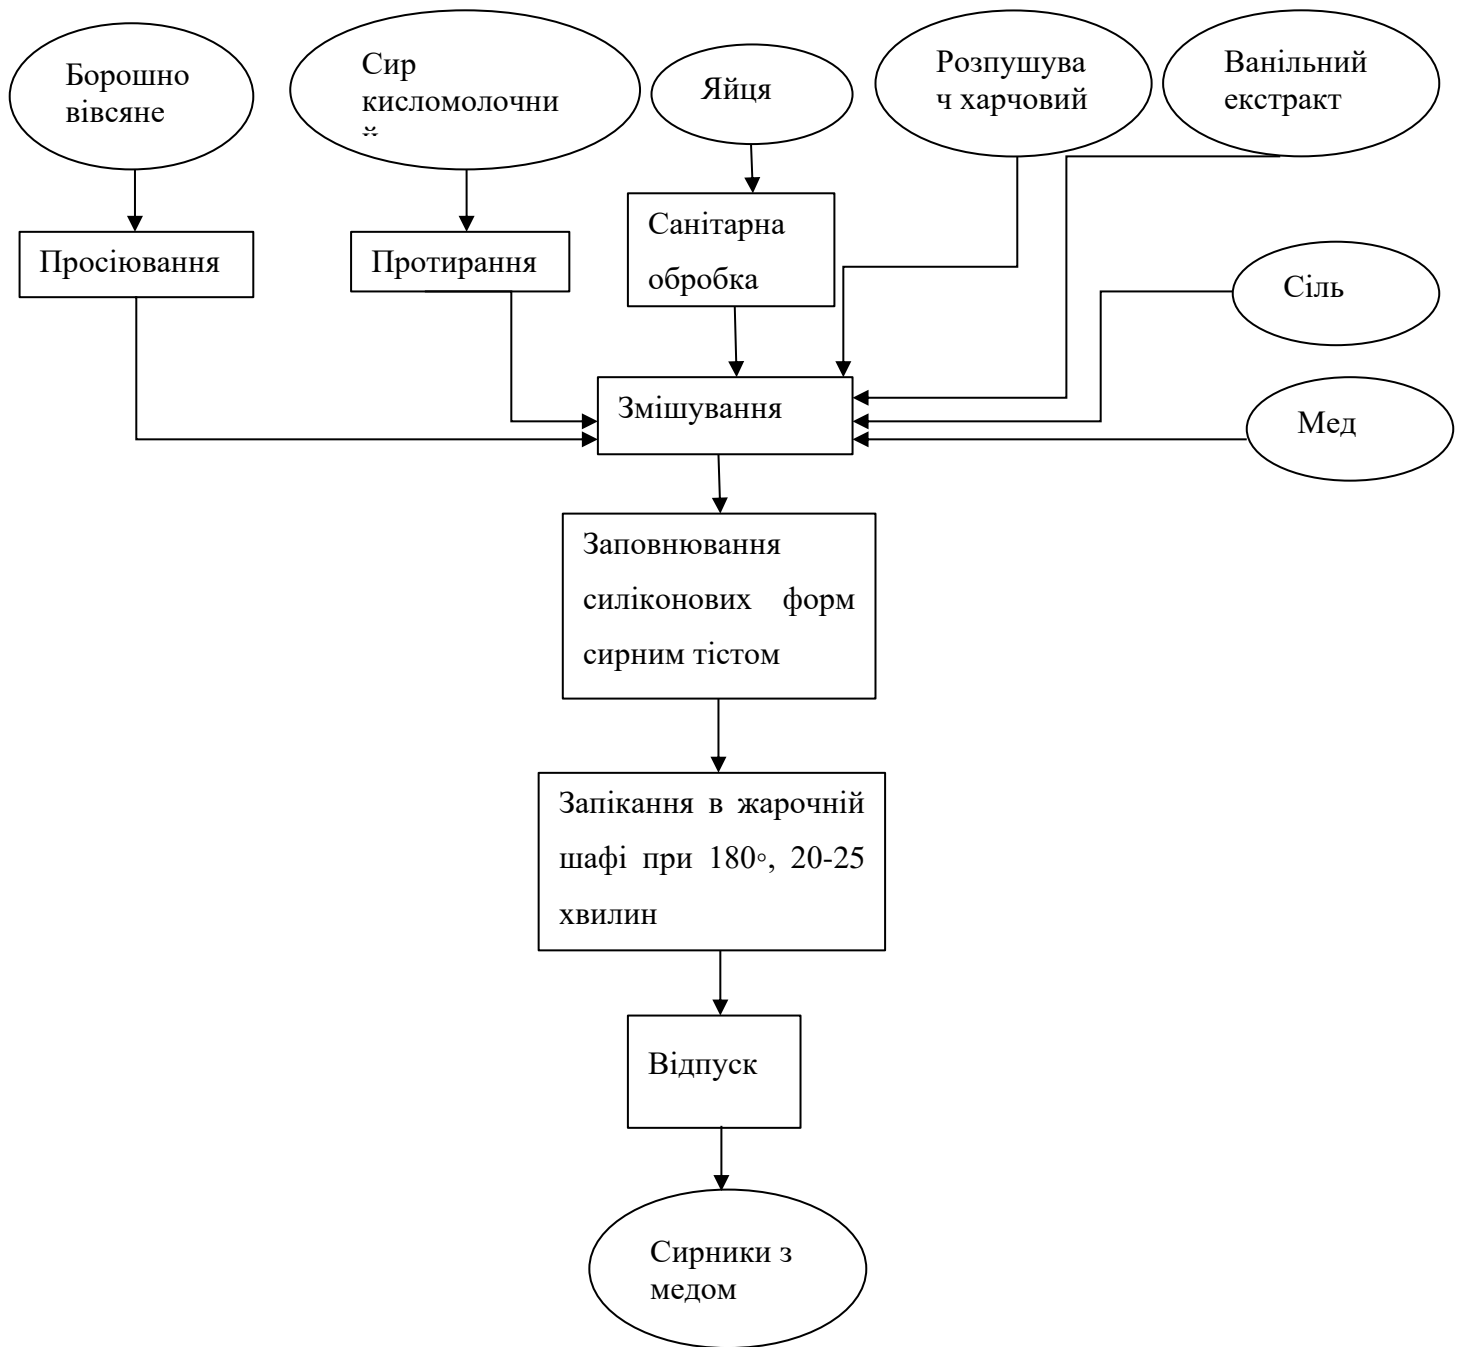 Борошно
вівсяне
Сир
кисломолочни
й
Яйця
Розпушува
ч харчовий
Ванільний
екстракт
Просіювання
Протирання
Санітарна
обробка
Сіль
Змішування
Мед
Заповнювання
силіконових форм
сирним тістом
Запікання в жарочній
шафі при 180◦, 20-25
хвилин
Відпуск
Сирники з
медом